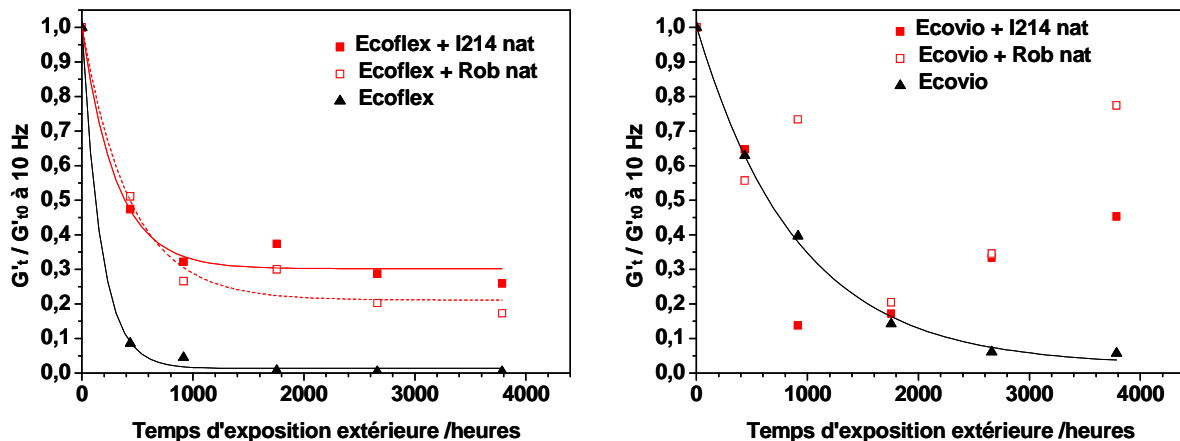 1,0
0,9
0,8
0,7
0,6
0,5
0,4
0,3
0,2
0,1
0,0
G't / G't0 à 10 Hz
Ecoflex + I214 nat
Ecoflex + Rob nat
Ecoflex
0 1000 2000 3000 4000
Temps d'exposition extérieure /heures
1,0
0,9
0,8
0,7
0,6
0,5
0,4
0,3
0,2
0,1
0,0
G't / G't0 à 10 Hz
Ecovio + I214 nat
Ecovio + Rob nat
Ecovio
0 1000 2000 3000 4000
Temps d'exposition extérieure /heures